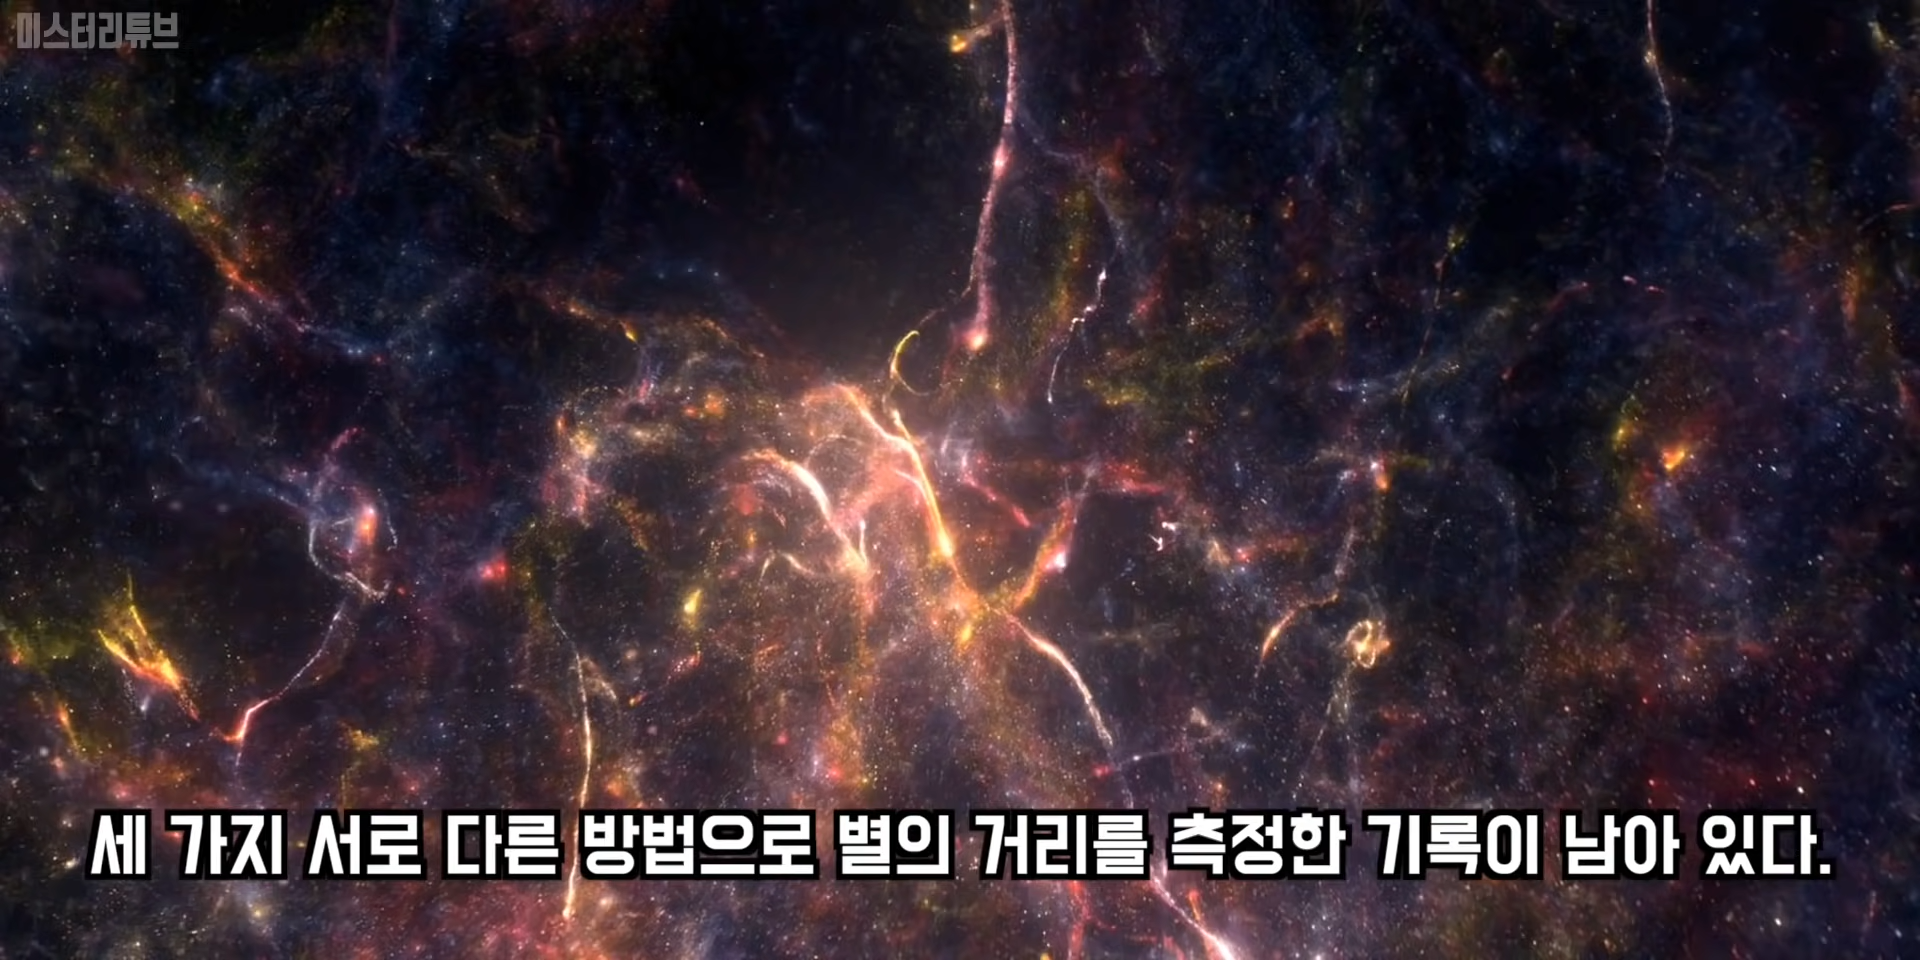 미스터리튜브
세 가지 서로 다른 방법으로 별의 거리를 측정한 기록이 남아 있다.